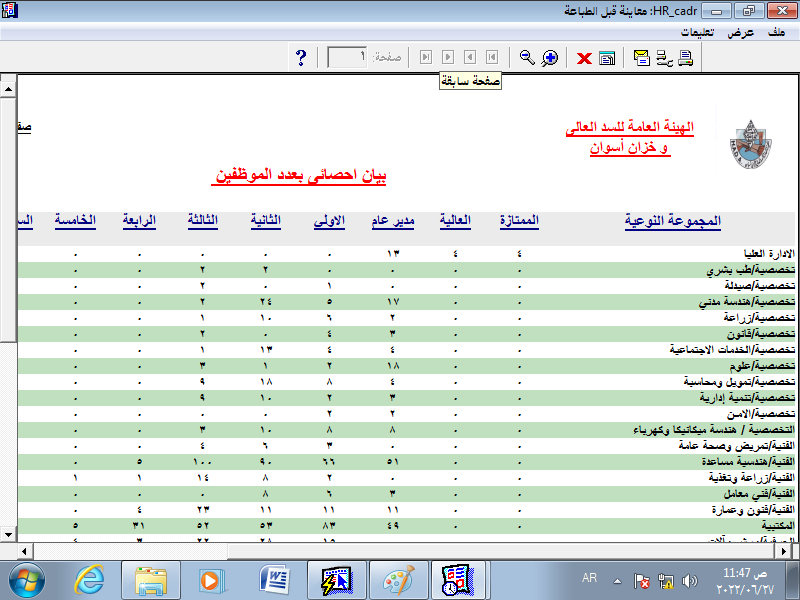 HR_cadr: معاينة قبل الطباعة
ملف عرض تعليمات
صفحة: ١
صفحة سابقة
الهيئة العامة للسد العالى
و خزان أسوان
بيان احصائى بعدد الموظفين
المجموعة النوعية الممتازة العالية مدير عام الاولى الثانية الثالثة الرابعة الخامسة
الادارة العليا ٤ ٤ ١٣ ٠ ٠ ٠ ٠ ٠
تخصصية/طب بشري ٠ ٠ ٠ ٠ ٢ ٢ ٠ ٠
تخصصية/صيدلة ٠ ٠ ٠ ١ ٠ ٢ ٠ ٠
تخصصية/هندسة مدني ٠ ٠ ١٧ ٥ ٢٤ ٢ ٠ ٠
تخصصية/زراعة ٠ ٠ ٢ ٦ ١٠ ١ ٠ ٠
تخصصية/قانون ٠ ٠ ٣ ٤ ٠ ٢ ٠ ٠
تخصصية/الخدمات الاجتماعية ٠ ٠ ٤ ٤ ١٣ ١ ٠ ٠
تخصصية/علوم ٠ ٠ ١٨ ٢ ١ ٣ ٠ ٠
تخصصية/تمويل ومحاسبة ٠ ٠ ٤ ٨ ١٨ ٩ ٠ ٠
تخصصية/تنمية إدارية ٠ ٠ ٣ ٢ ١٠ ٩ ٠ ٠
تخصصية/الامن ٠ ٠ ٢ ٢ ٠ ٠ ٠ ٠
التخصصية / هندسة ميكانيكا وكهرباء ٠ ٠ ٨ ٨ ١٠ ٣ ٠ ٠
الفنية/تمريض وصحة عامة ٠ ٠ ٠ ٣ ٦ ٤ ٠ ٠
الفنية/هندسية مساعدة ٠ ٠ ٥١ ٦٦ ٩٠ ١٠٠ ٥ ٠
الفنية/زراعة وتغذية ٠ ٠ ٠ ٢ ٨ ١٤ ١ ١
الفنية/فني معامل ٠ ٠ ٣ ٦ ٨ ٠ ٠ ٠
الفنية/فنون وعمارة ٠ ٠ ١١ ١١ ١١ ٢٣ ٤ ٠
المكتبية ٠ ٠ ٤٩ ٨٣ ٥٣ ٥٢ ٣١ ٥
AR
11:47 ص
٢٠٢٢/٠٦/٢٧